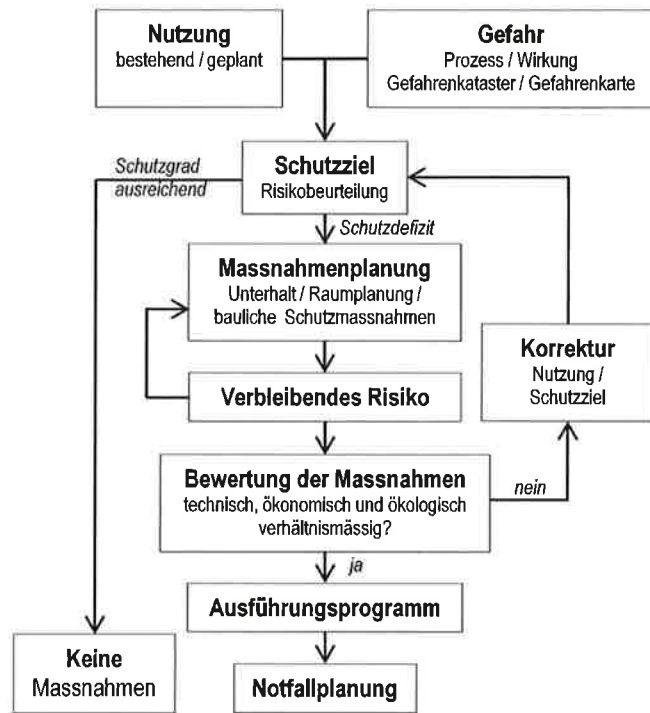 Nutzung
bestehend / geplant
Gefahr
Prozess / Wirkung
Gefahrenkataster / Gefahrenkarte
Schutzgrad
ausreichend
Schutzziel
Risikobeurteilung
Schutzdefizit
Massnahmenplanung
Unterhalt / Raumplanung /
bauliche Schutzmassnahmen
Korrektur
Nutzung /
Schutzziel
Verbleibendes Risiko
Bewertung der Massnahmen
technisch, ökonomisch und ökologisch
verhältnismässig?
nein
ja
Ausführungsprogramm
Keine
Massnahmen
Notfallplanung